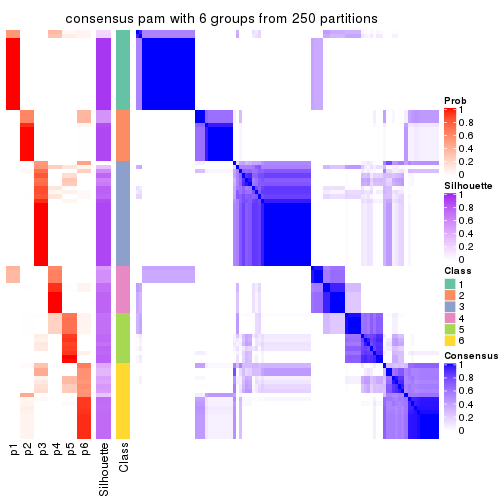 consensus pam with 6 groups from 250 partitions
Prob
1
0.8
0.6
0.4
0.2
0
Silhouette
1
0.8
0.6
0.4
0.2
0
Class
1
2
3
4
5
6
Consensus
1
0.8
0.6
0.4
0.2
0
p1
p2
p3
p4
p5
p6
Silhouette
Class